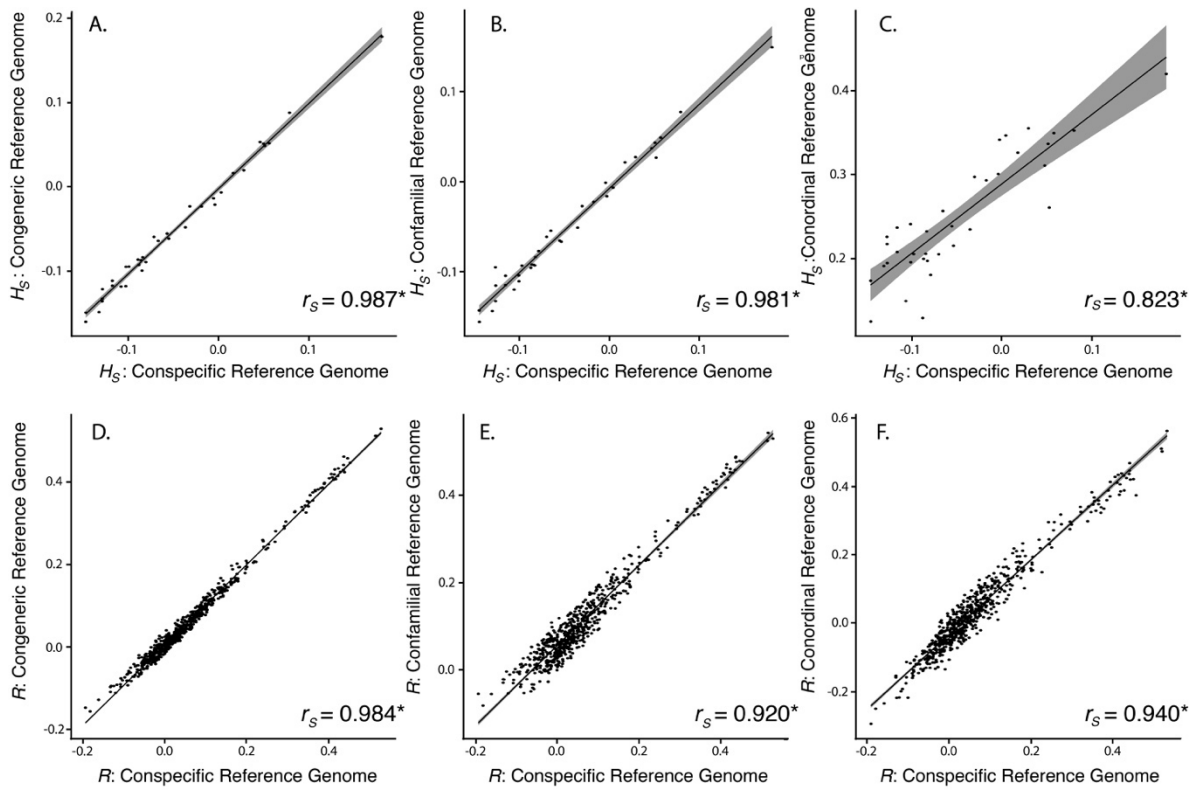 A.
H_S: Congeneric Reference Genome
0.2
0.1
0.0
-0.1
r_S = 0.987*
-0.1 0.0 0.1
H_S: Conspecific Reference Genome
B.
H_S: Confamilial Reference Genome
0.1
0.0
-0.1
r_S = 0.981*
-0.1 0.0 0.1
H_S: Conspecific Reference Genome
C.
H_S:Conordinal Reference Genome
0.4
0.3
0.2
r_S = 0.823*
-0.1 0.0 0.1
H_S: Conspecific Reference Genome
D.
R: Congeneric Reference Genome
0.4
0.2
0.0
-0.2
r_S = 0.984*
-0.2 0.0 0.2 0.4
R: Conspecific Reference Genome
E.
R: Confamilial Reference Genome
0.4
0.2
0.0
r_S = 0.920*
-0.2 0.0 0.2 0.4
R: Conspecific Reference Genome
F.
R: Conordinal Reference Genome
0.6
0.4
0.2
0.0
-0.2
r_S = 0.940*
-0.2 0.0 0.2 0.4
R: Conspecific Reference Genome